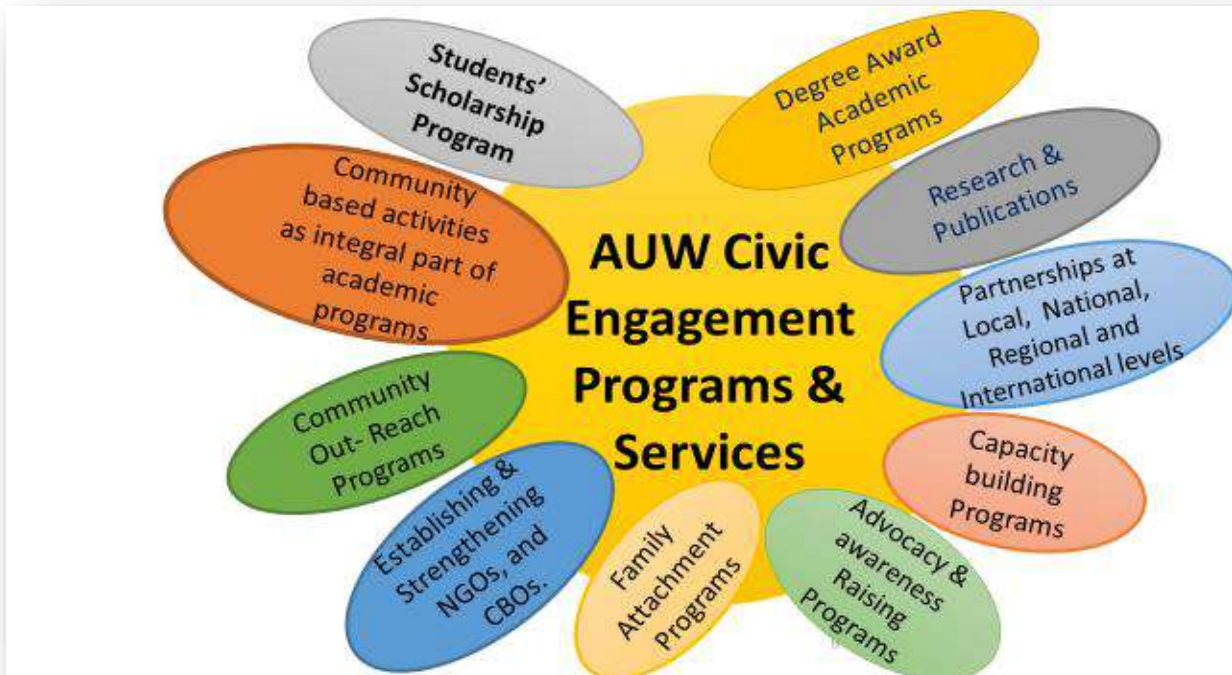 Students'
Scholarship
Program
Degree Award
Academic
Programs
Research &
Publications
Partnerships at
Local, National,
Regional and
International levels
Capacity
building
Programs
Advocacy &
awareness
Raising
Programs
Family
Attachment
Programs
Establishing &
Strengthening
NGOs, and
CBOs.
Community
Out- Reach
Programs
Community
based activities
as integral part of
academic
programs
AUW Civic
Engagement
Programs &
Services